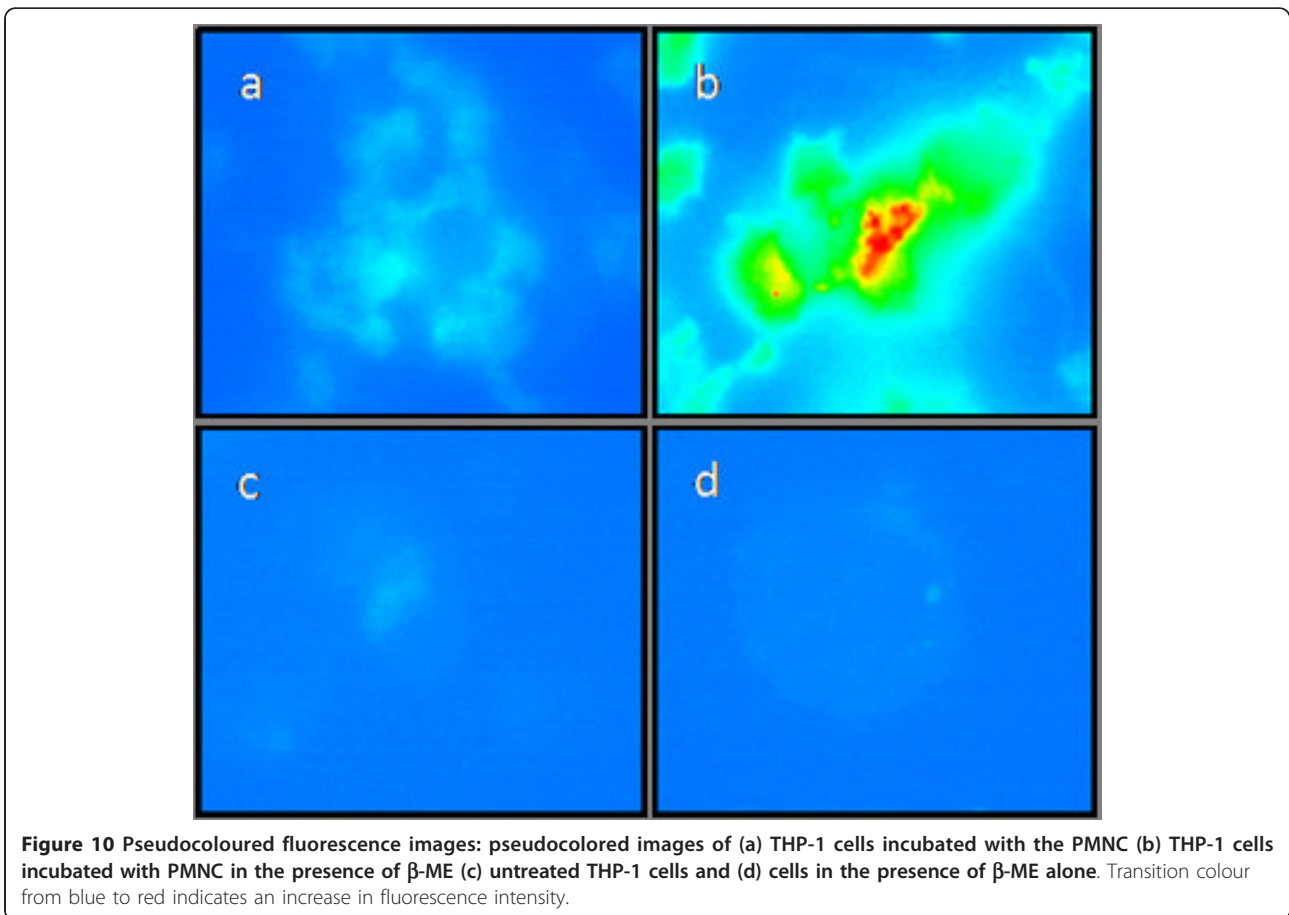 a
b
c
d
Figure 10 Pseudocoloured fluorescence images: pseudocolored images of (a) THP-1 cells incubated with the PMNC (b) THP-1 cells
incubated with PMNC in the presence of β-ME (c) untreated THP-1 cells and (d) cells in the presence of β-ME alone. Transition colour
from blue to red indicates an increase in fluorescence intensity.